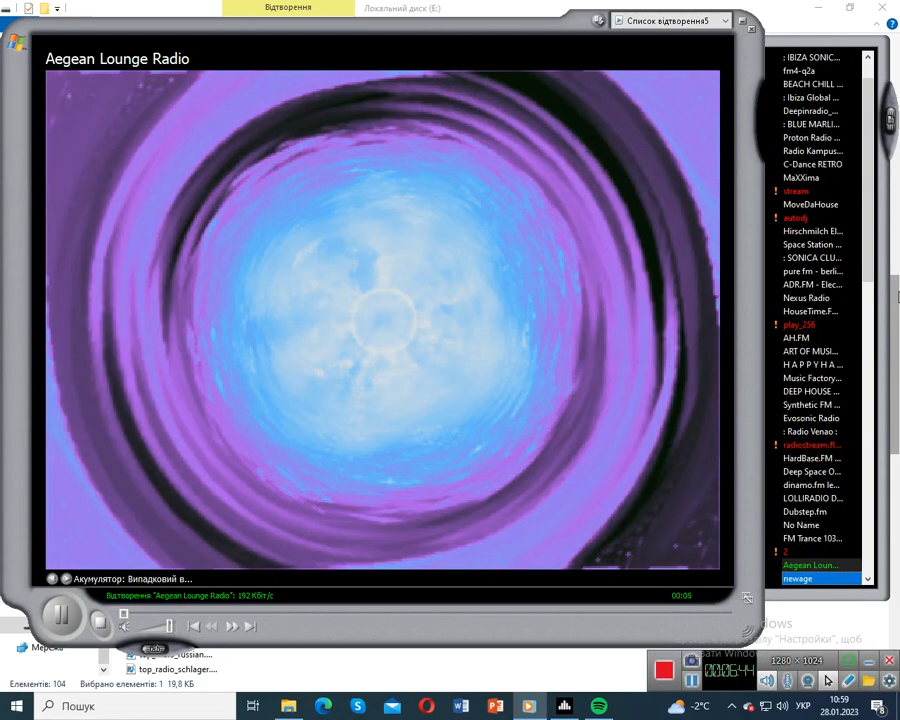 Відтворення
Локальний диск (E:)
Список відтворення5
Aegean Lounge Radio
: IBIZA SONIC...
fm4-q2a
BEACH CHILL ...
: Ibiza Global ...
Deepinradio_...
: BLUE MARLI...
Proton Radio ...
Radio Kampus...
C-Dance RETRO
MaXXima
! stream
MoveDaHouse
! autodj
Hirschmilch El...
Space Station ...
: SONICA CLU...
pure fm - berli...
ADR.FM - Elec...
Nexus Radio
HouseTime.F...
! play_256
AH.FM
ART OF MUSI...
H A P P Y H A ...
Music Factory...
DEEP HOUSE ...
Synthetic FM ...
Evosonic Radio
: Radio Venao :
! radiostream.fl...
HardBase.FM ...
Deep Space O...
dinamo.fm le...
LOLLIRADIO D...
Dubstep.fm
No Name
FM Trance 103...
! 2
Aegean Loun...
newage
Акумулятор: Випадковий в...
Відтворення "Aegean Lounge Radio": 192 Кбіт/с
00:05
Мережа
top_radio_schlager....
Елементів: 104
Вибрано елементів: 1 19,8 КБ
1280 × 1024
000:06:44
Пошук
-2°C
УКР
10:59
28.01.2023
8